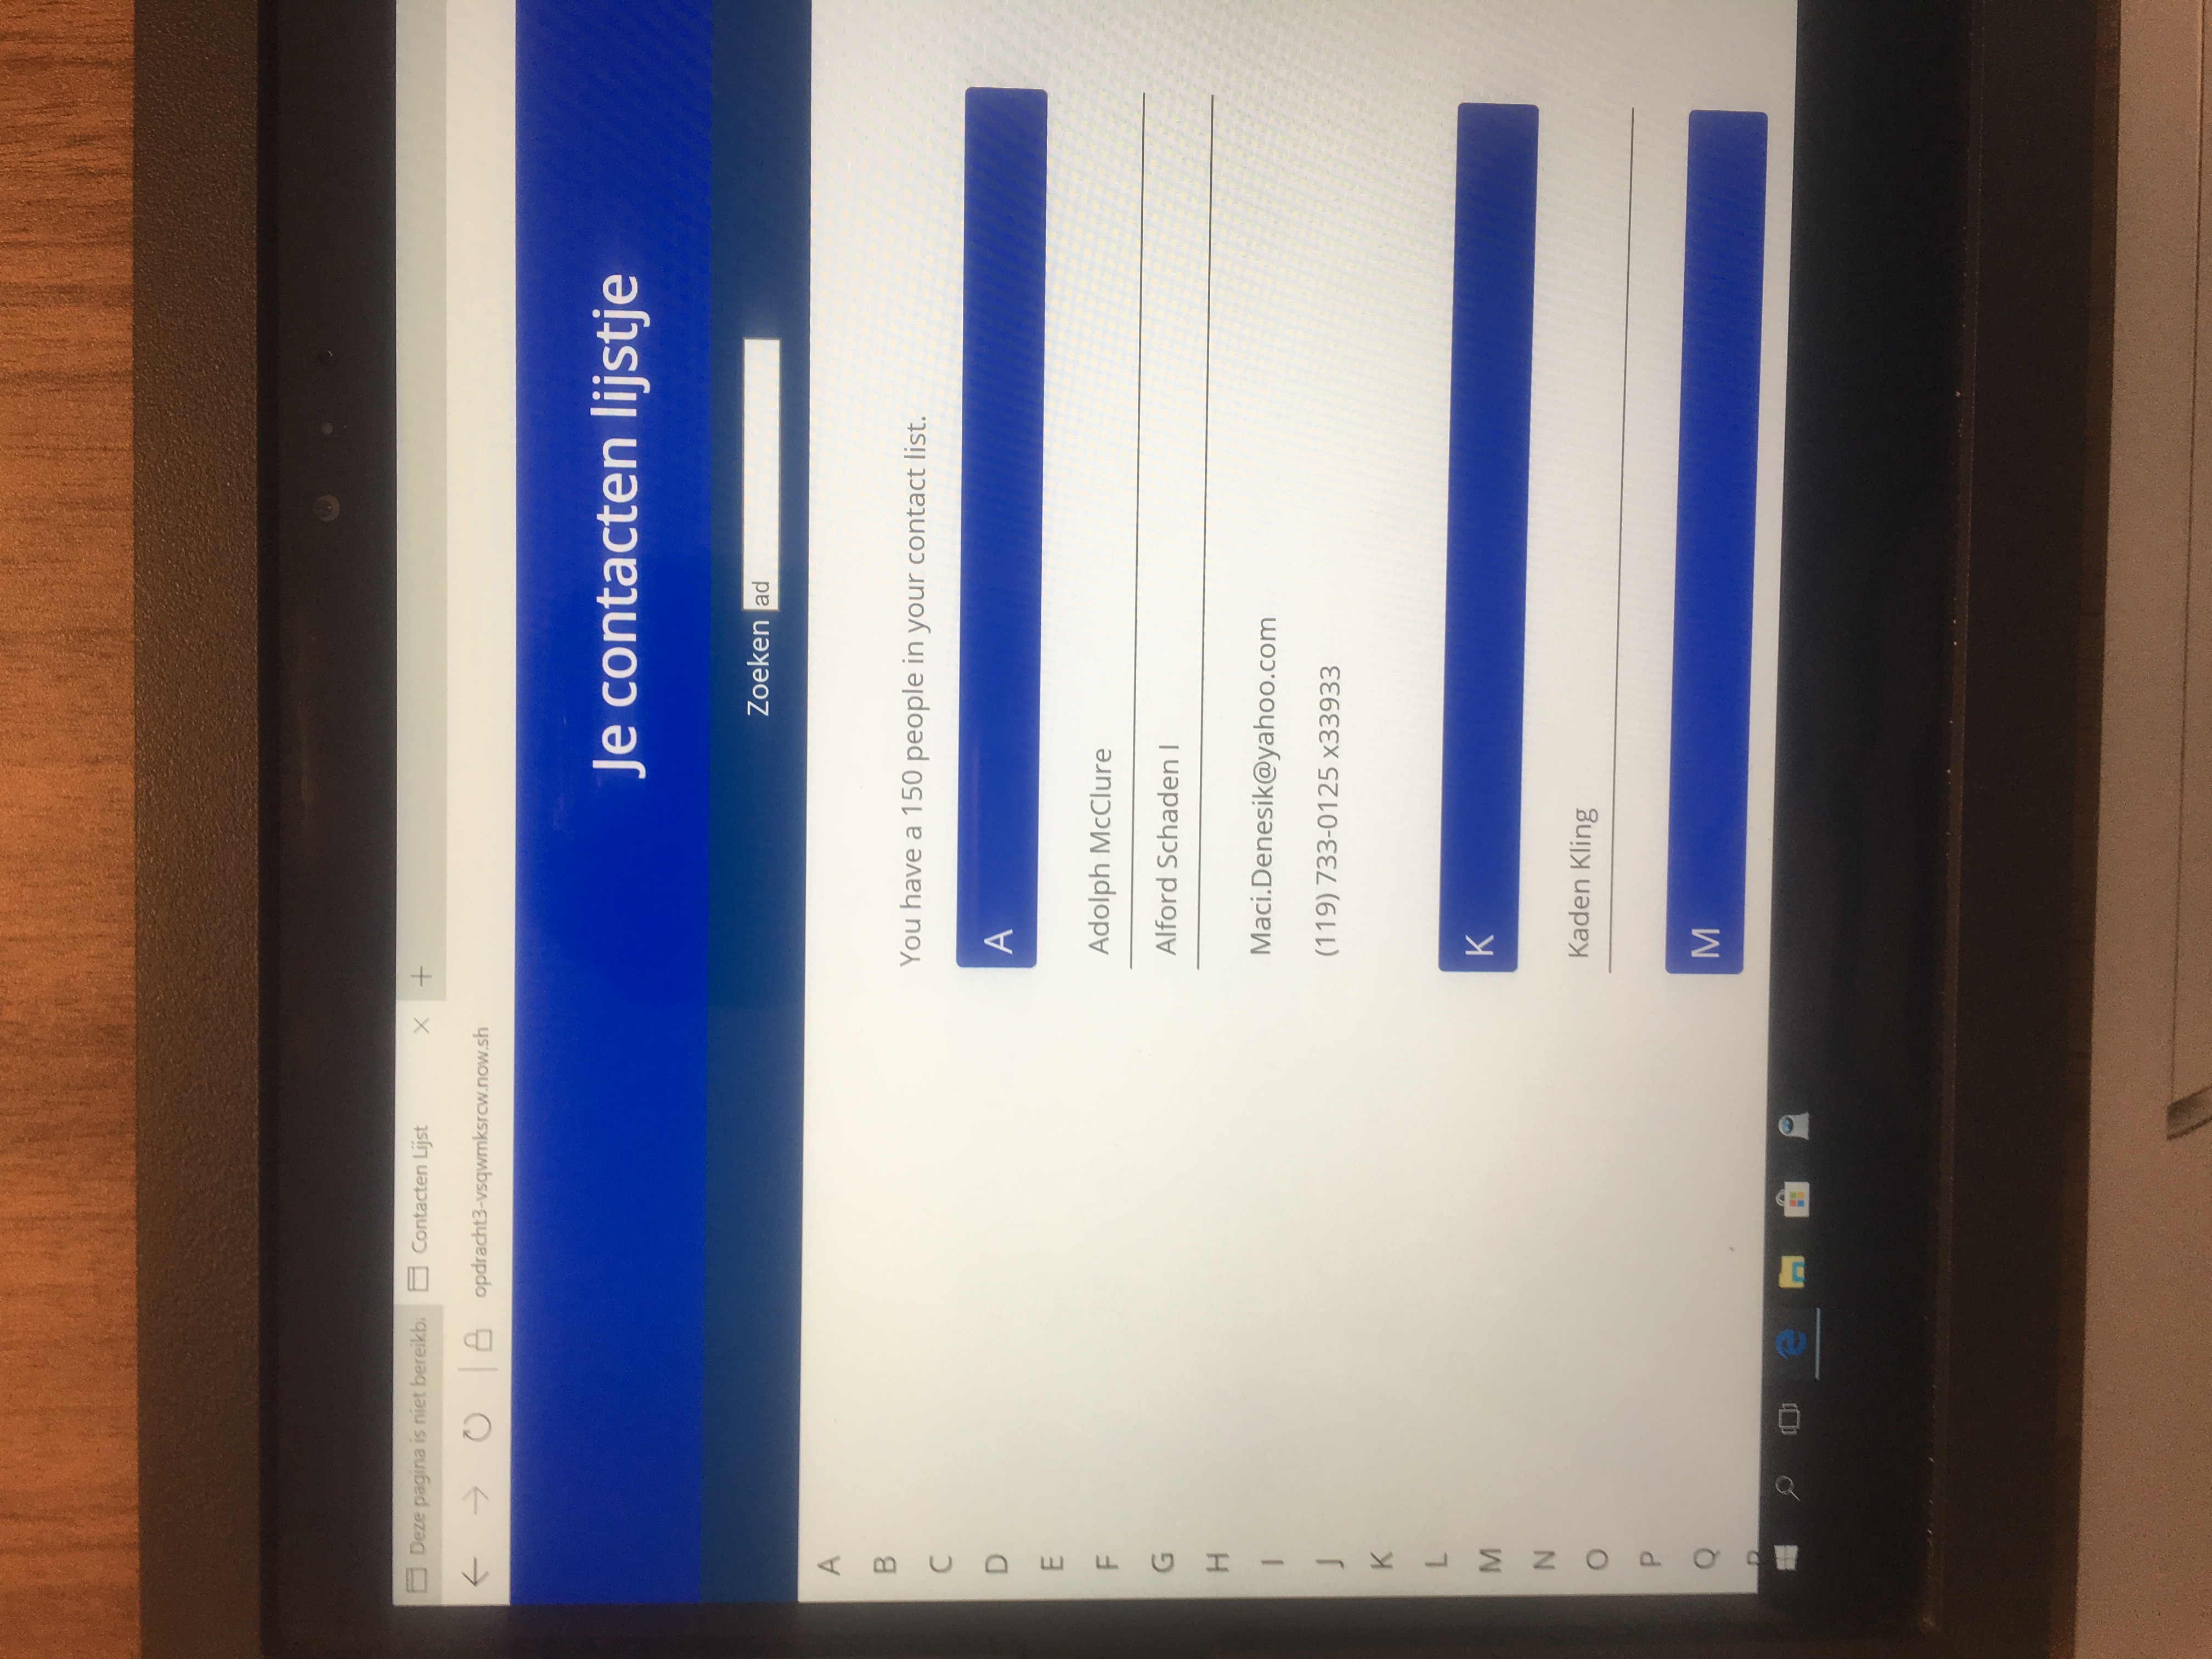 Deze pagina is niet bereikb
Contacten Lijst
opdracht3-vsqwmksrcw.now.sh
Je contacten lijstje
Zoeken ad
A
B
C
D
E
F
G
H
I
J
K
L
M
N
O
P
Q
R
You have a 150 people in your contact list.
A
Adolph McClure
Alford Schaden I
Maci.Denesik@yahoo.com
(119) 733-0125 x33933
K
Kaden Kling
M